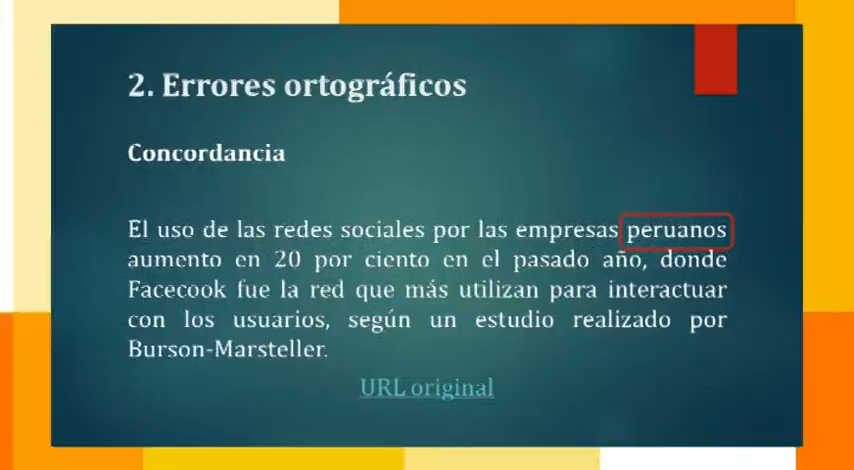 2. Errores ortográficos
Concordancia
El uso de las redes sociales por las empresas peruanos
aumento en 20 por ciento en el pasado año, donde
Facecook fue la red que más utilizan para interactuar
con los usuarios, según un estudio realizado por
Burson-Marsteller.
URL original